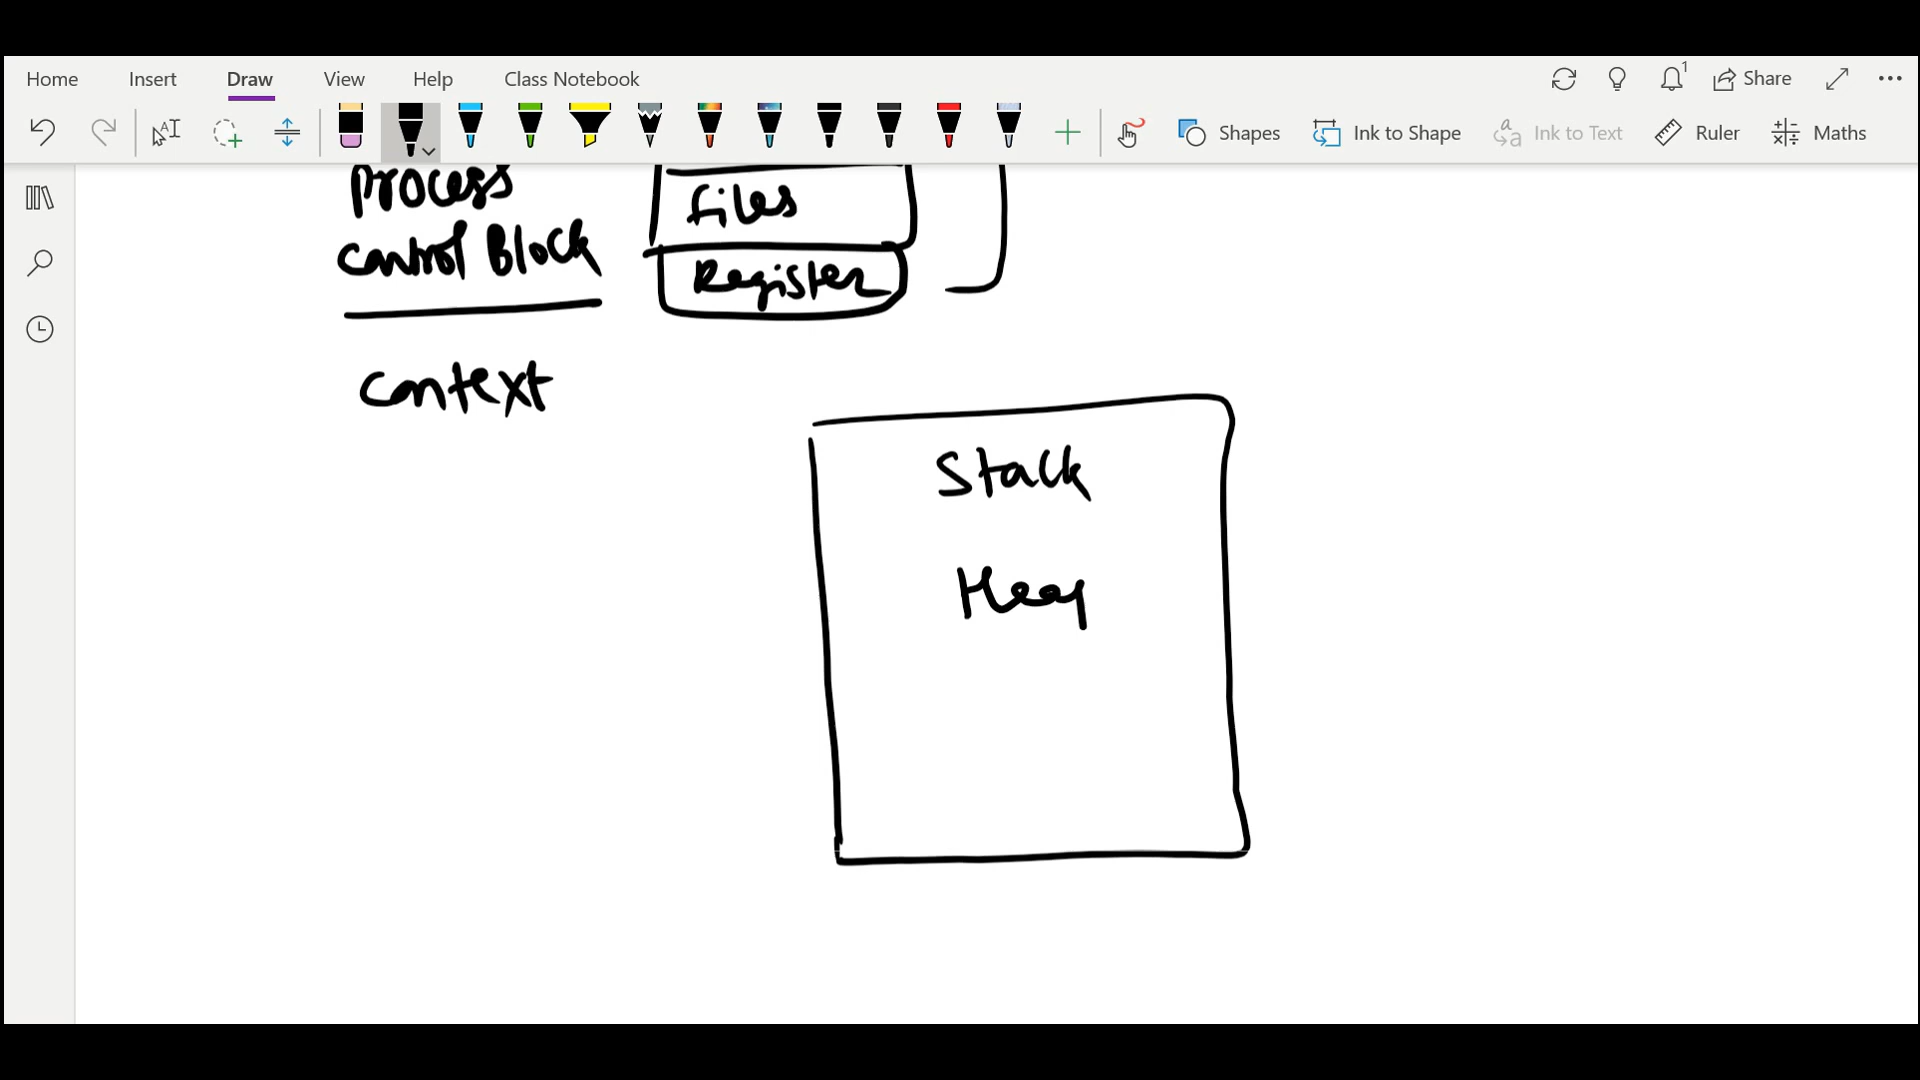 Home Insert Draw View Help Class Notebook
1 Share
Shapes Ink to Shape Ink to Text Ruler Maths
Process
Control Block
Files
Register
Context
Stack
Heap